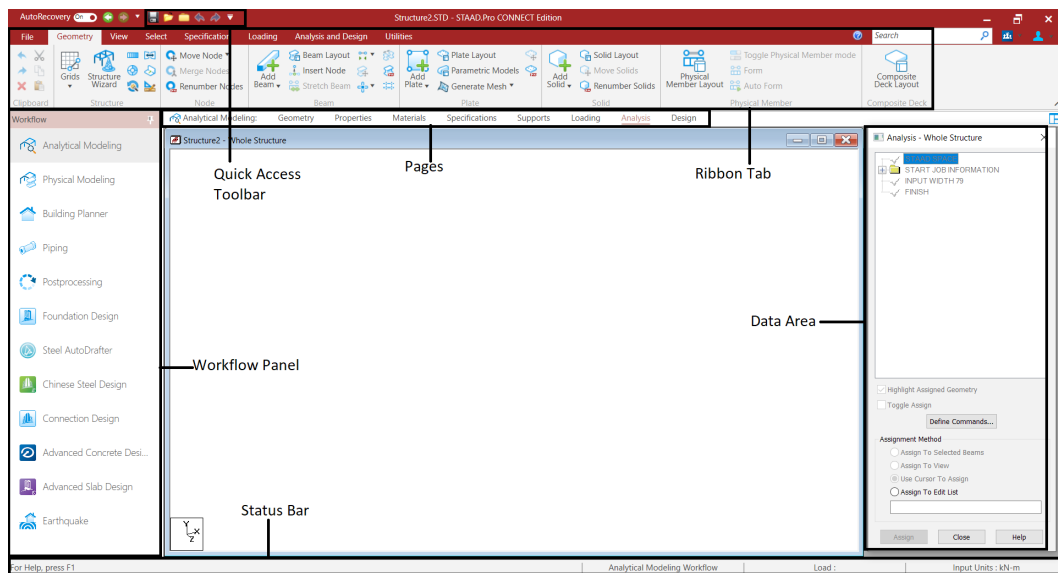 AutoRecovery On Structure2.STD - STAAD.Pro CONNECT Edition
File Geometry View Select Specification Loading Analysis and Design Utilities Search
Move Node Beam Layout Plate Layout Solid Layout Toggle Physical Member mode
Merge Nodes Insert Node Parametric Models Move Solids Form
Renumber Nodes Stretch Beam Generate Mesh Renumber Solids Auto Form
Grids Structure Wizard Add Beam Add Plate Add Solid Physical Member Layout Composite Deck Layout
Clipboard Structure Node Beam Plate Solid Physical Member Composite Deck
Workflow Analytical Modeling: Geometry Properties Materials Specifications Supports Loading Analysis Design
Structure2 - Whole Structure
Analysis - Whole Structure
Analytical Modeling
Physical Modeling
Building Planner
Piping
Postprocessing
Foundation Design
Steel AutoDrafter
Chinese Steel Design
Connection Design
Advanced Concrete Desi...
Advanced Slab Design
Earthquake
Quick Access
Toolbar
Pages
Ribbon Tab
Data Area
Workflow Panel
Status Bar
Y
X
Z
STAAD SPACE
START JOB INFORMATION
INPUT WIDTH 79
FINISH
Highlight Assigned Geometry
Toggle Assign
Define Commands...
Assignment Method
Assign To Selected Beams
Assign To View
Use Cursor To Assign
Assign To Edit List
Assign Close Help
For Help, press F1 Analytical Modeling Workflow Load : Input Units : kN-m